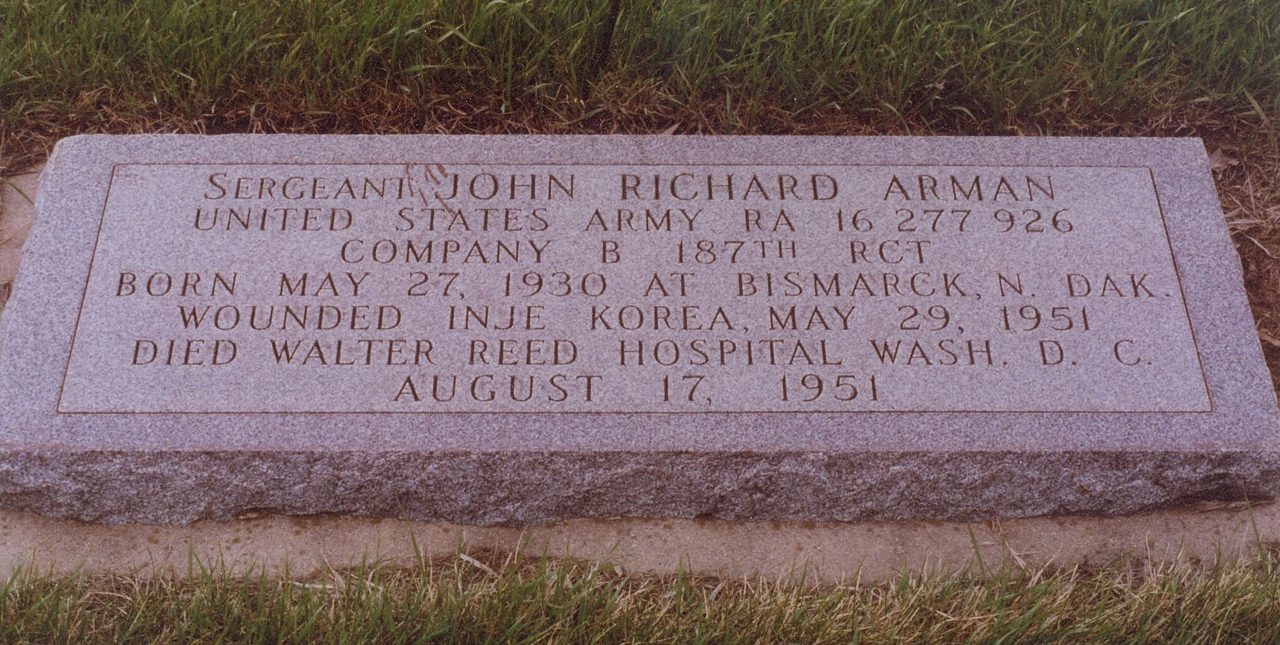 SERGEANT JOHN RICHARD ARMAN
UNITED STATES ARMY RA 16 277 926
COMPANY B 187TH RCT
BORN MAY 27, 1930 AT BISMARCK, N. DAK.
WOUNDED INJE KOREA, MAY 29, 1951
DIED WALTER REED HOSPITAL WASH. D. C.
AUGUST 17, 1951